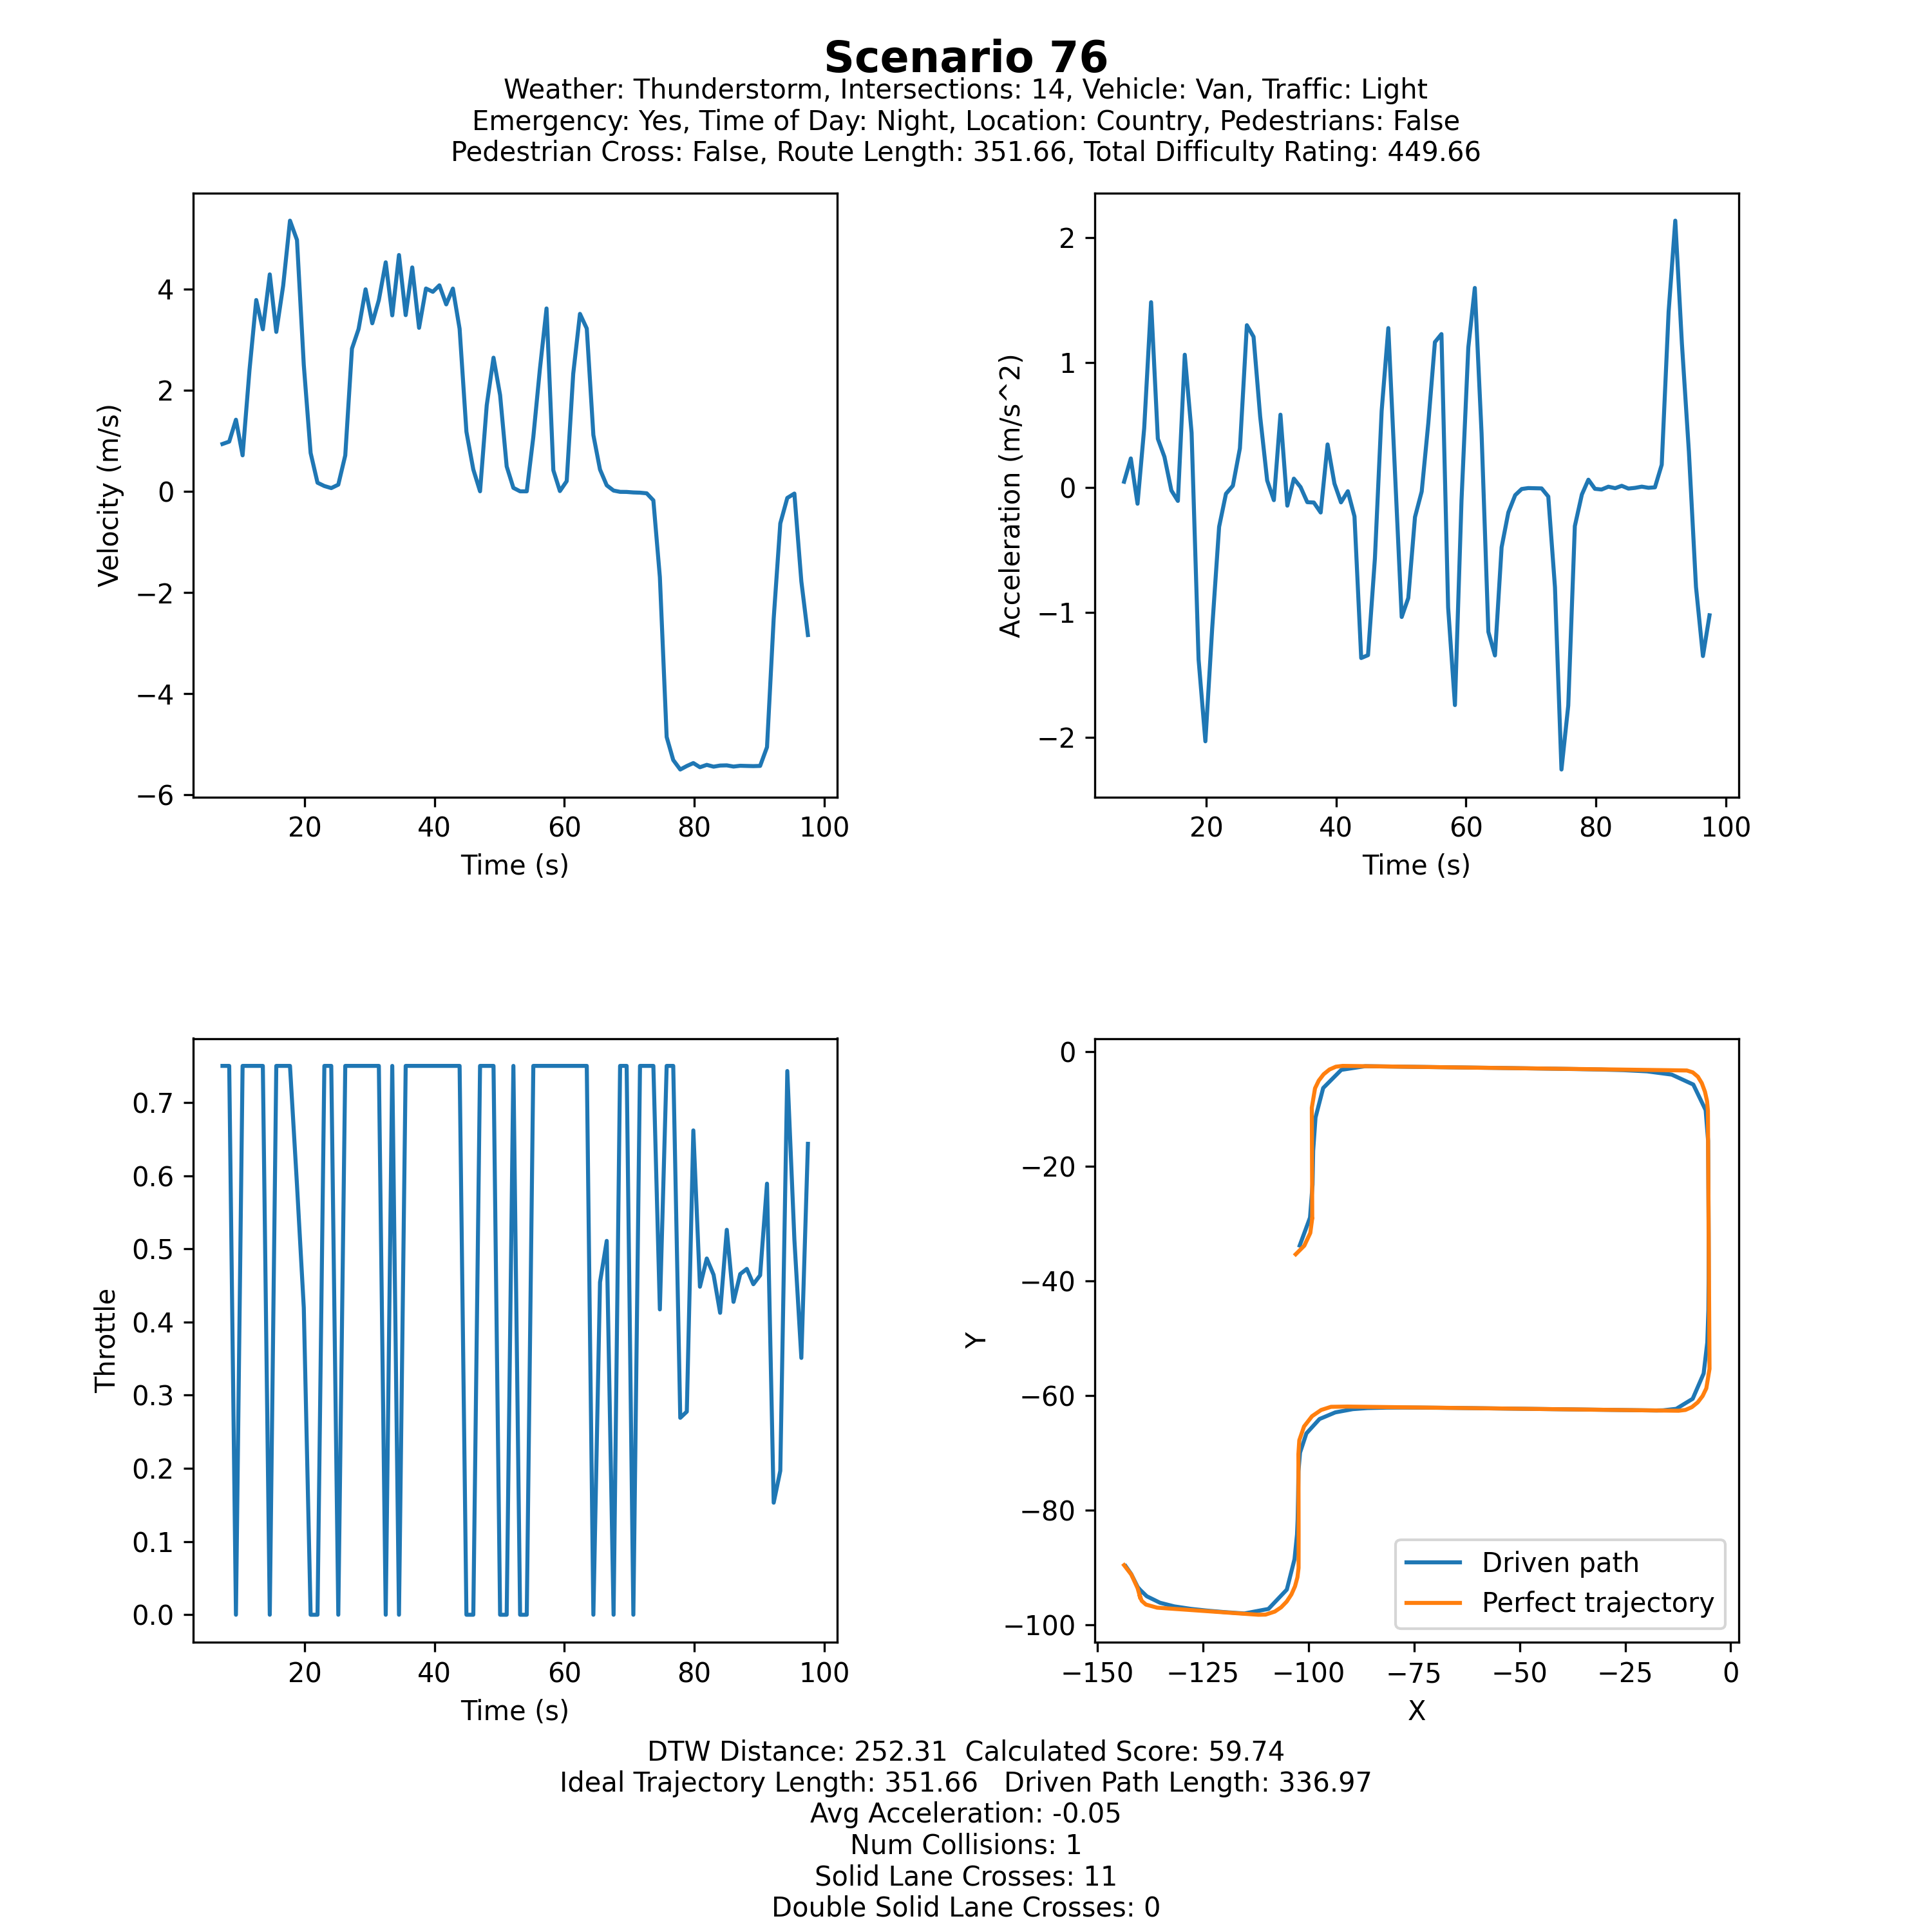 Scenario 76
Weather: Thunderstorm, Intersections: 14, Vehicle: Van, Traffic: Light
Emergency: Yes, Time of Day: Night, Location: Country, Pedestrians: False
Pedestrian Cross: False, Route Length: 351.66, Total Difficulty Rating: 449.66
Velocity (m/s)
4
2
0
−2
−4
−6
20 40 60 80 100
Time (s)
Acceleration (m/s^2)
2
1
0
−1
−2
20 40 60 80 100
Time (s)
Throttle
0.7
0.6
0.5
0.4
0.3
0.2
0.1
0.0
20 40 60 80 100
Time (s)
Y
0
−20
−40
−60
−80
−100
−150 −125 −100 −75 −50 −25 0
X
Driven path
Perfect trajectory
DTW Distance: 252.31  Calculated Score: 59.74
Ideal Trajectory Length: 351.66   Driven Path Length: 336.97
Avg Acceleration: -0.05
Num Collisions: 1
Solid Lane Crosses: 11
Double Solid Lane Crosses: 0